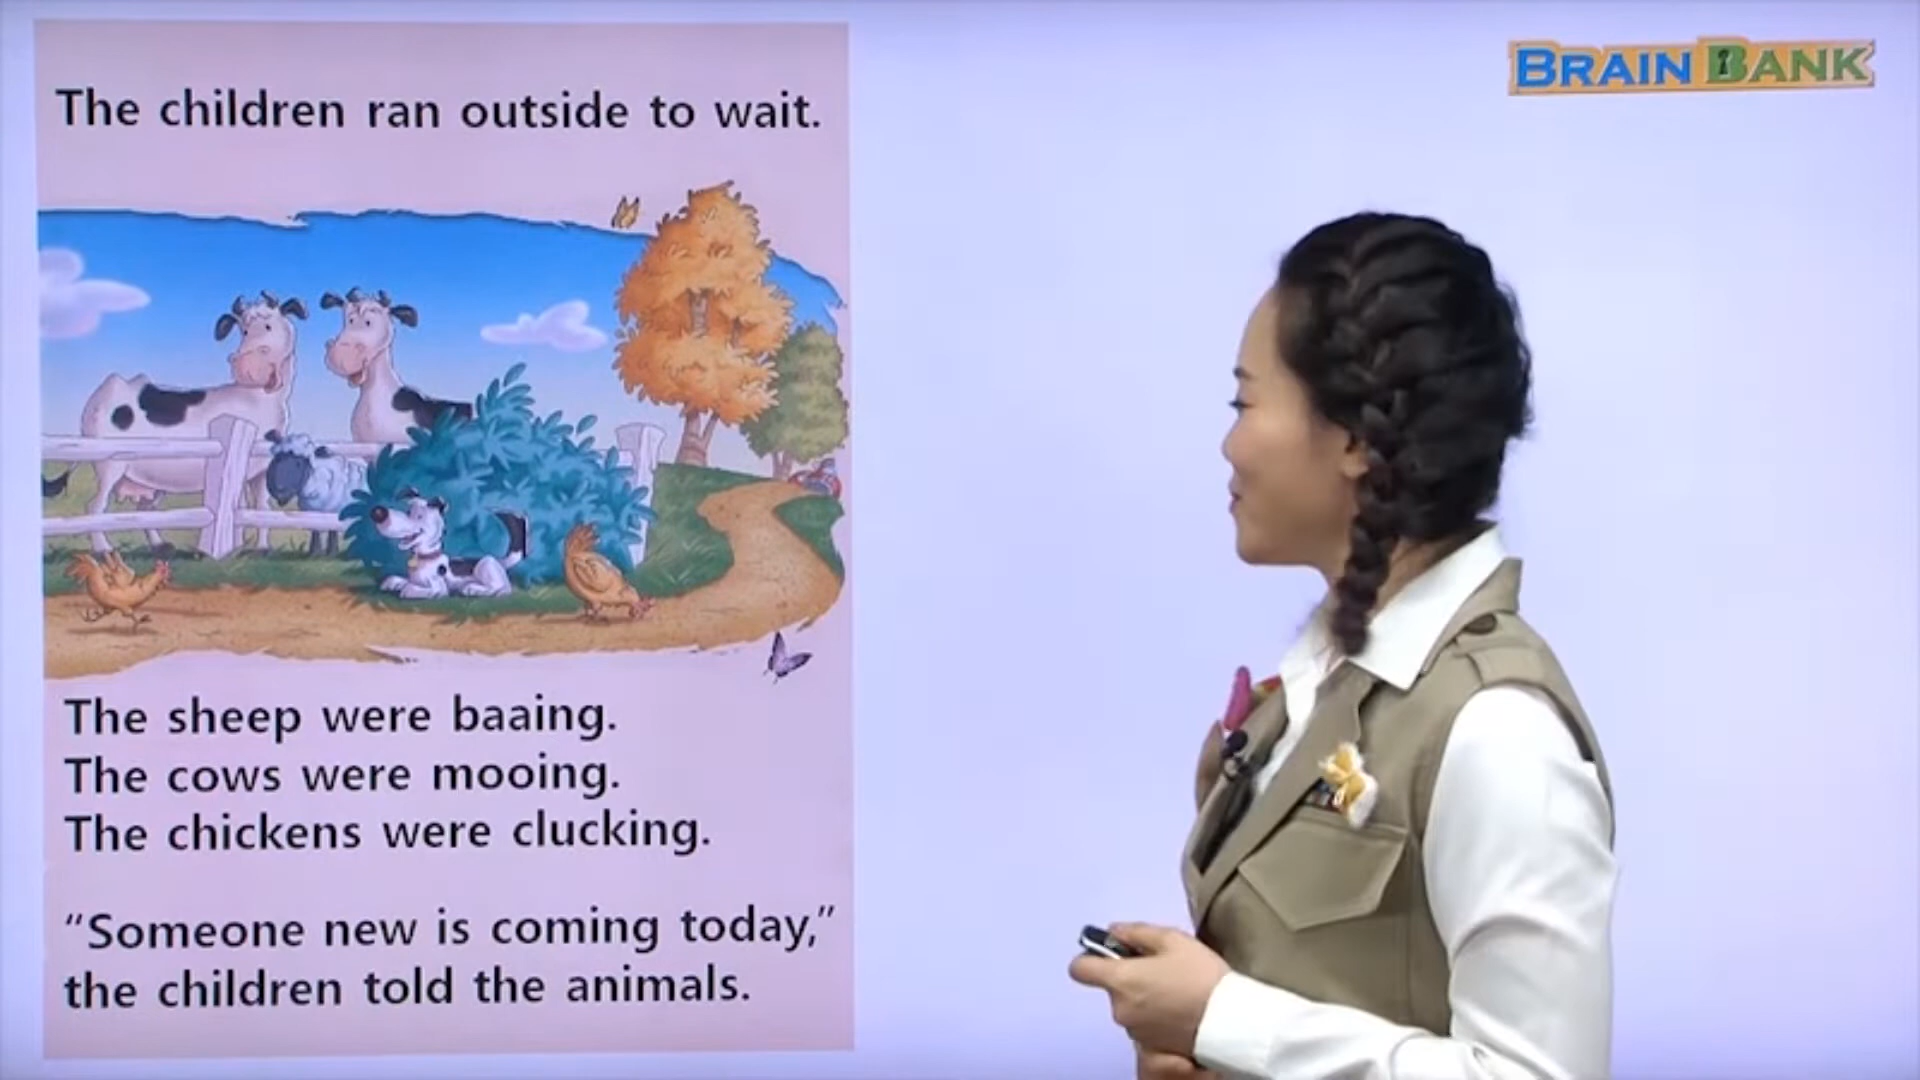 BRAIN BANK
The children ran outside to wait.
The sheep were baaing.
The cows were mooing.
The chickens were clucking.
“Someone new is coming today,”
the children told the animals.